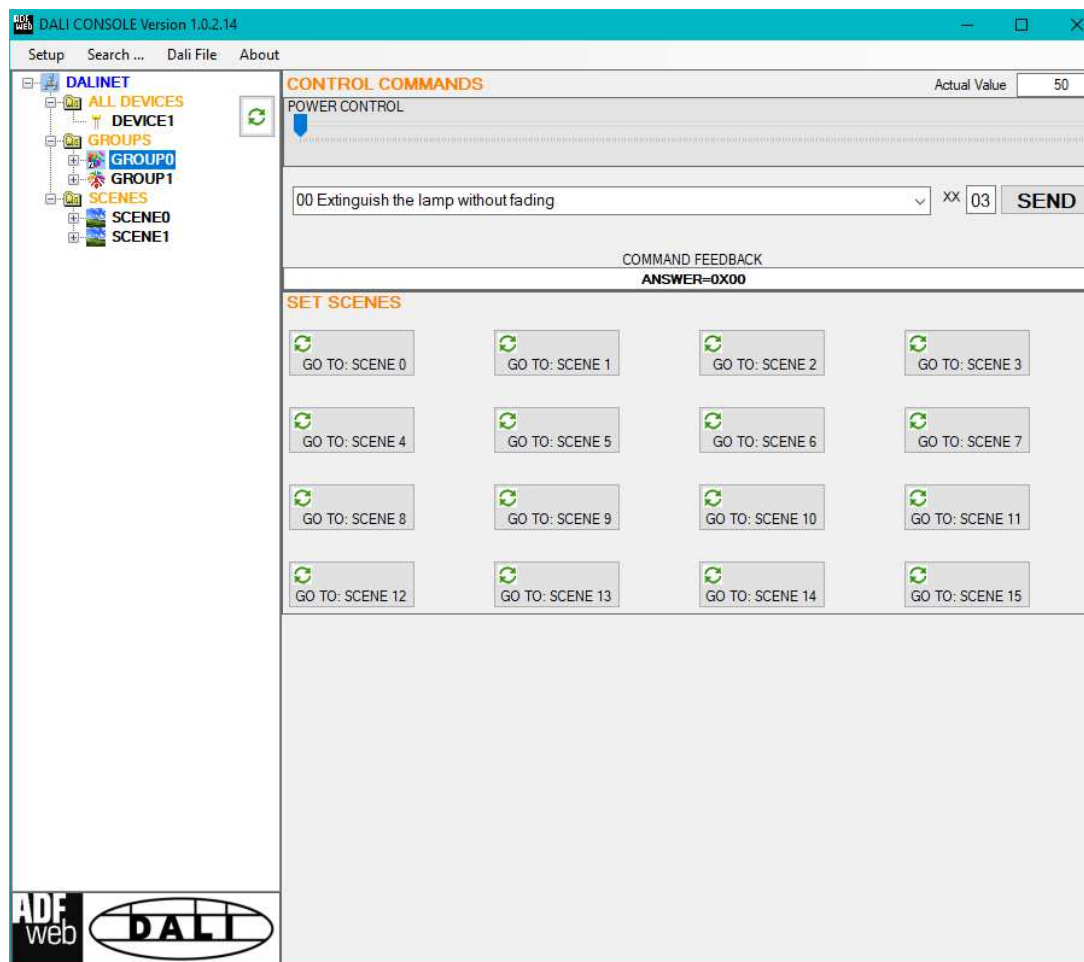 ADF web DALI CONSOLE Version 1.0.2.14
Setup Search ... Dali File About
DALINET
ALL DEVICES
DEVICE1
GROUPS
GROUP0
GROUP1
SCENES
SCENE0
SCENE1
CONTROL COMMANDS Actual Value 50
POWER CONTROL
00 Extinguish the lamp without fading XX 03 SEND
COMMAND FEEDBACK
ANSWER=0X00
SET SCENES
GO TO: SCENE 0 GO TO: SCENE 1 GO TO: SCENE 2 GO TO: SCENE 3
GO TO: SCENE 4 GO TO: SCENE 5 GO TO: SCENE 6 GO TO: SCENE 7
GO TO: SCENE 8 GO TO: SCENE 9 GO TO: SCENE 10 GO TO: SCENE 11
GO TO: SCENE 12 GO TO: SCENE 13 GO TO: SCENE 14 GO TO: SCENE 15
ADF
web
DALI